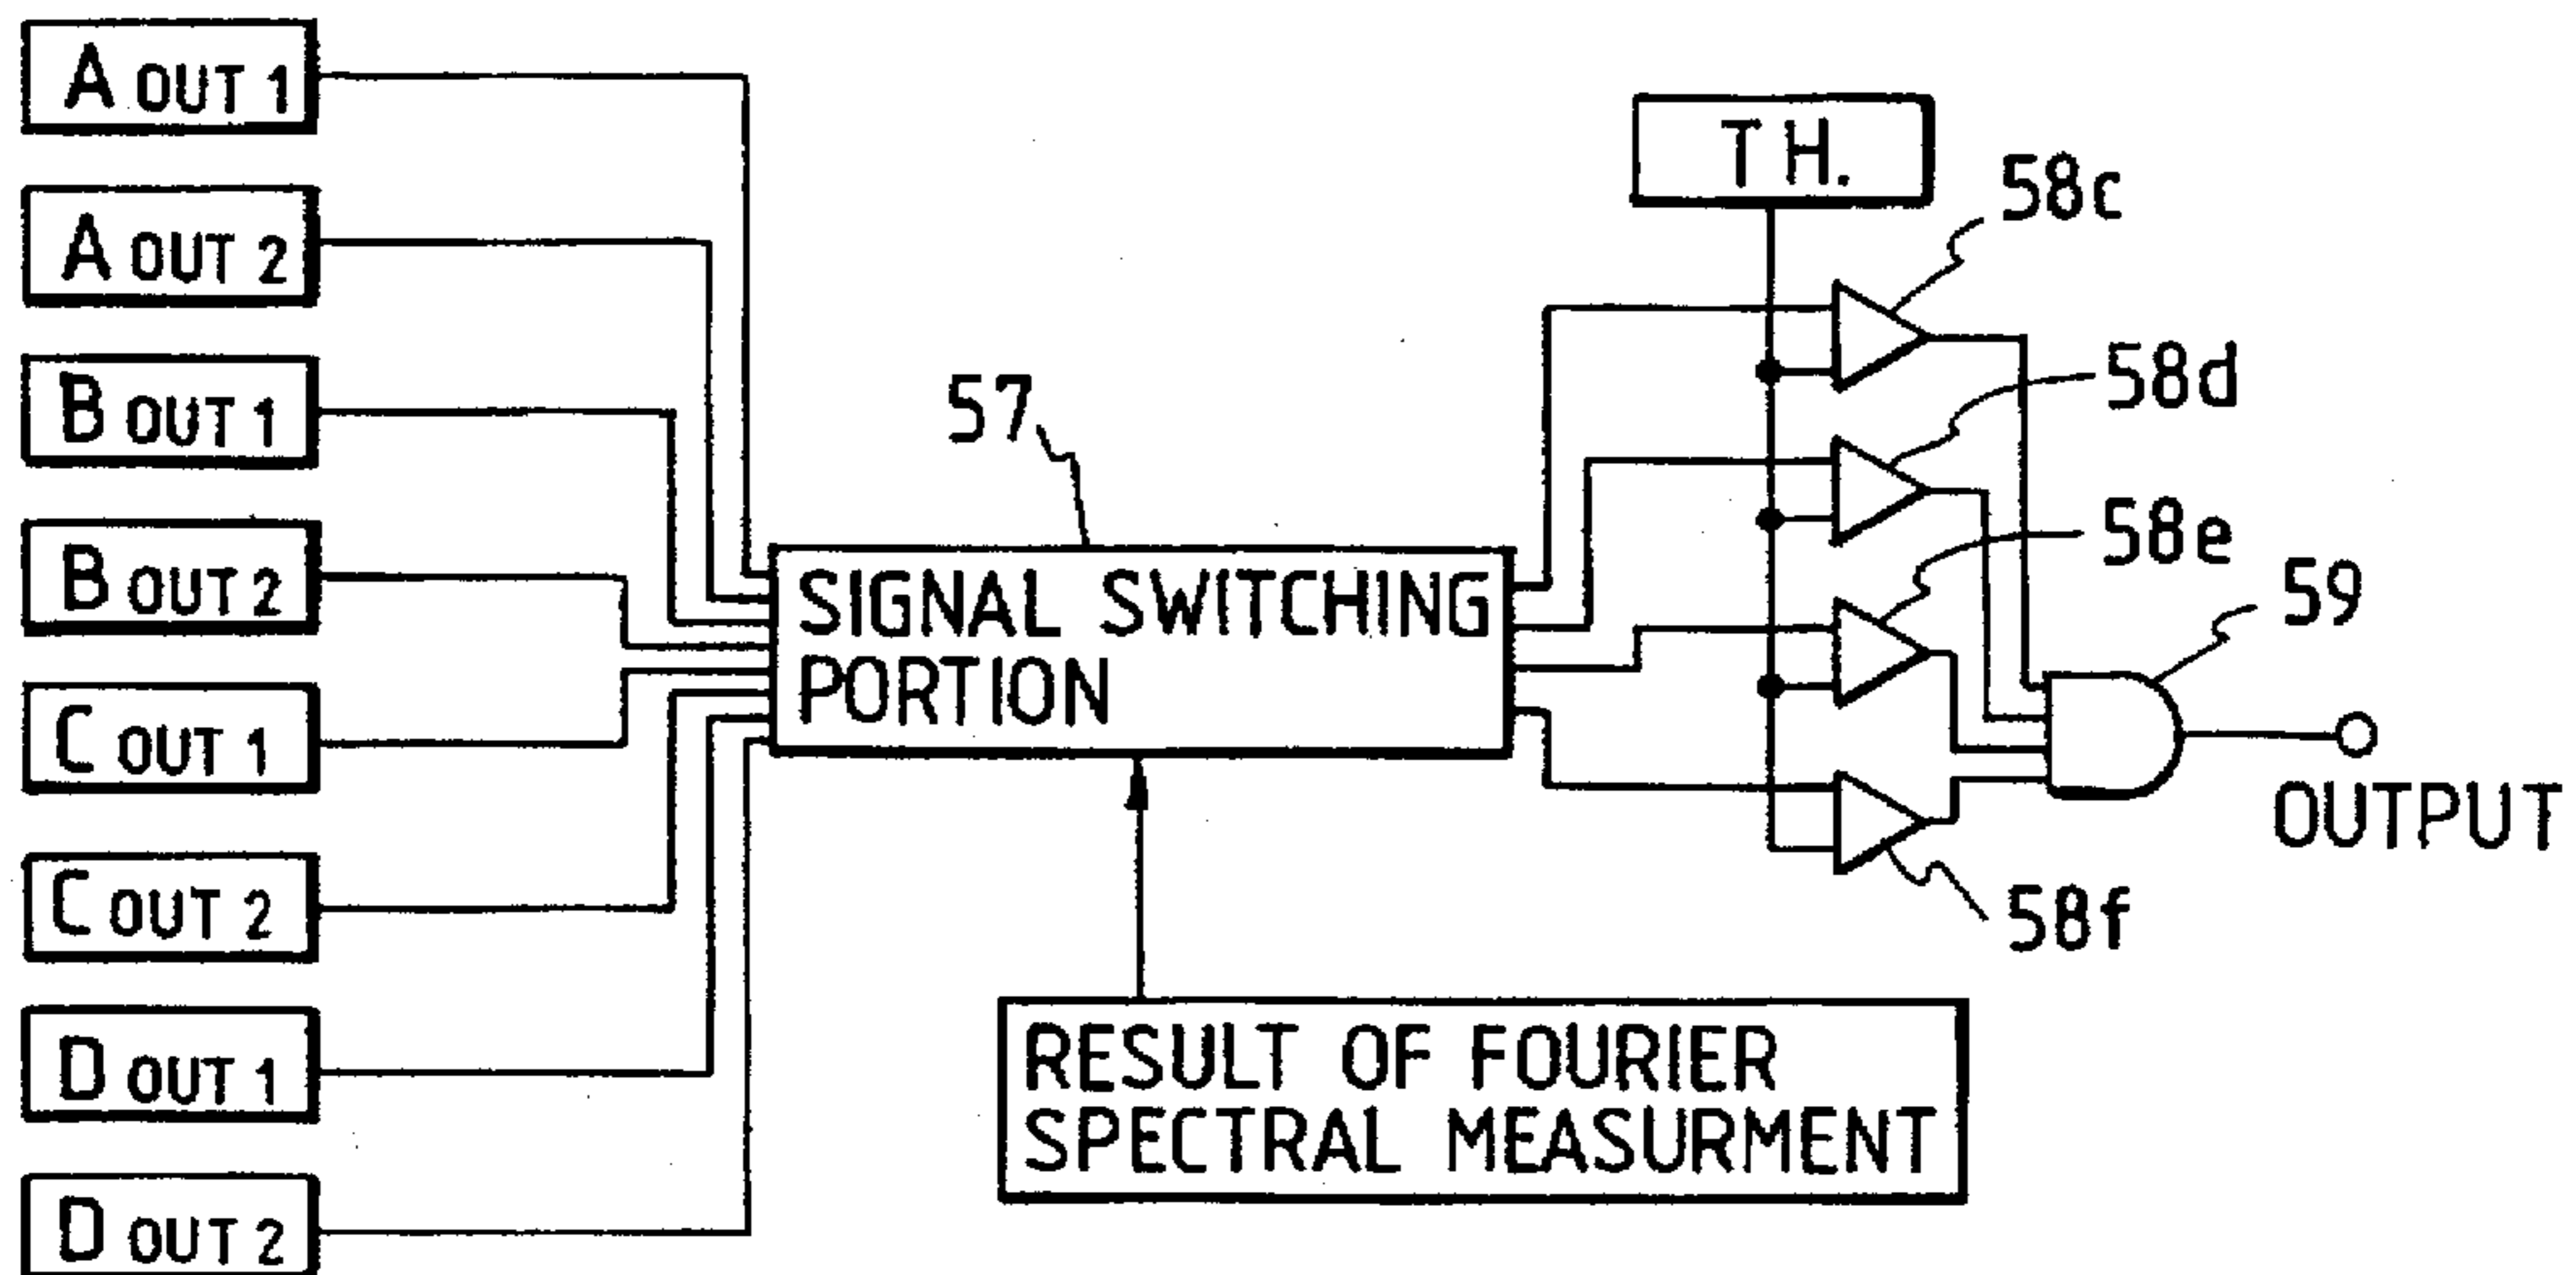 A OUT 1
A OUT 2
B OUT 1
B OUT 2
C OUT 1
C OUT 2
D OUT 1
D OUT 2
57
SIGNAL SWITCHING
PORTION
RESULT OF FOURIER
SPECTRAL MEASURMENT
TH.
58c
58d
58e
58f
59
OUTPUT